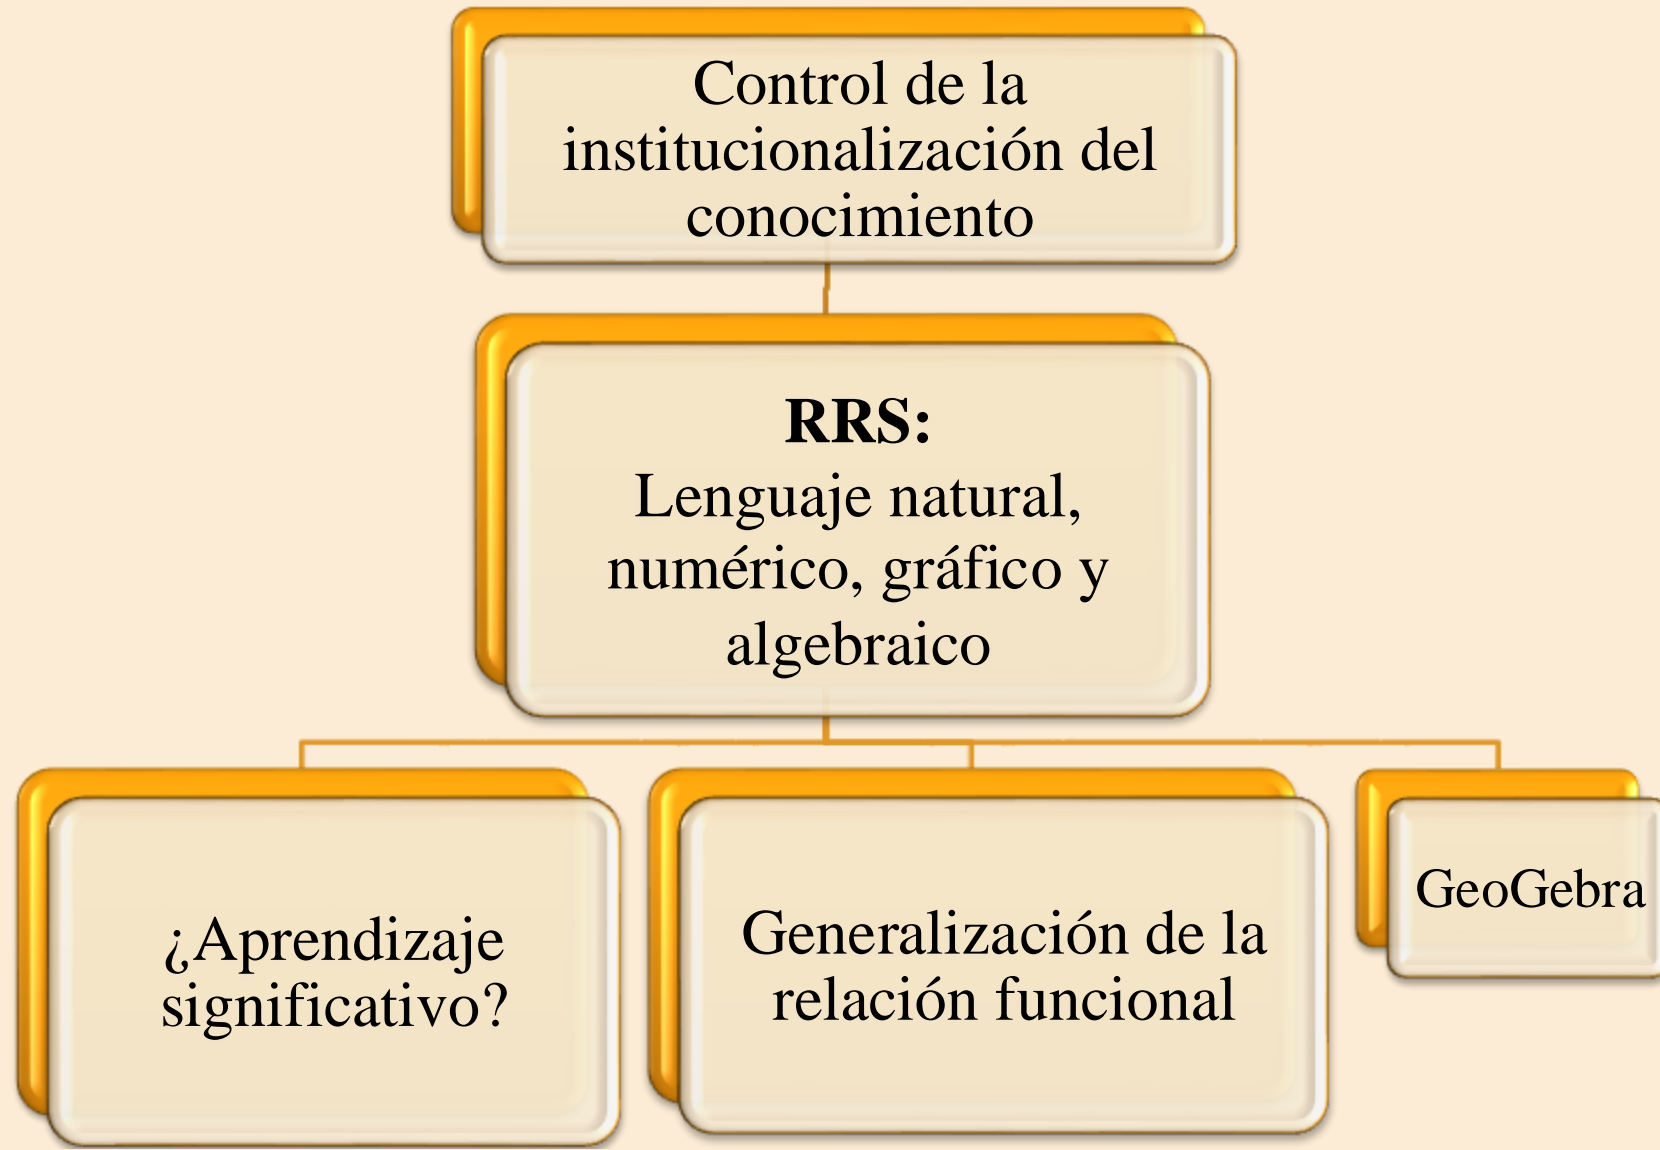 Control de la
institucionalización del
conocimiento
RRS:
Lenguaje natural,
numérico, gráfico y
algebraico
¿Aprendizaje
significativo?
Generalización de la
relación funcional
GeoGebra